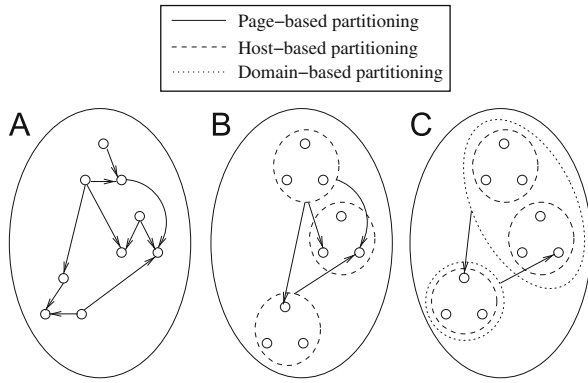 Page−based partitioning
Host−based partitioning
Domain−based partitioning
A B C